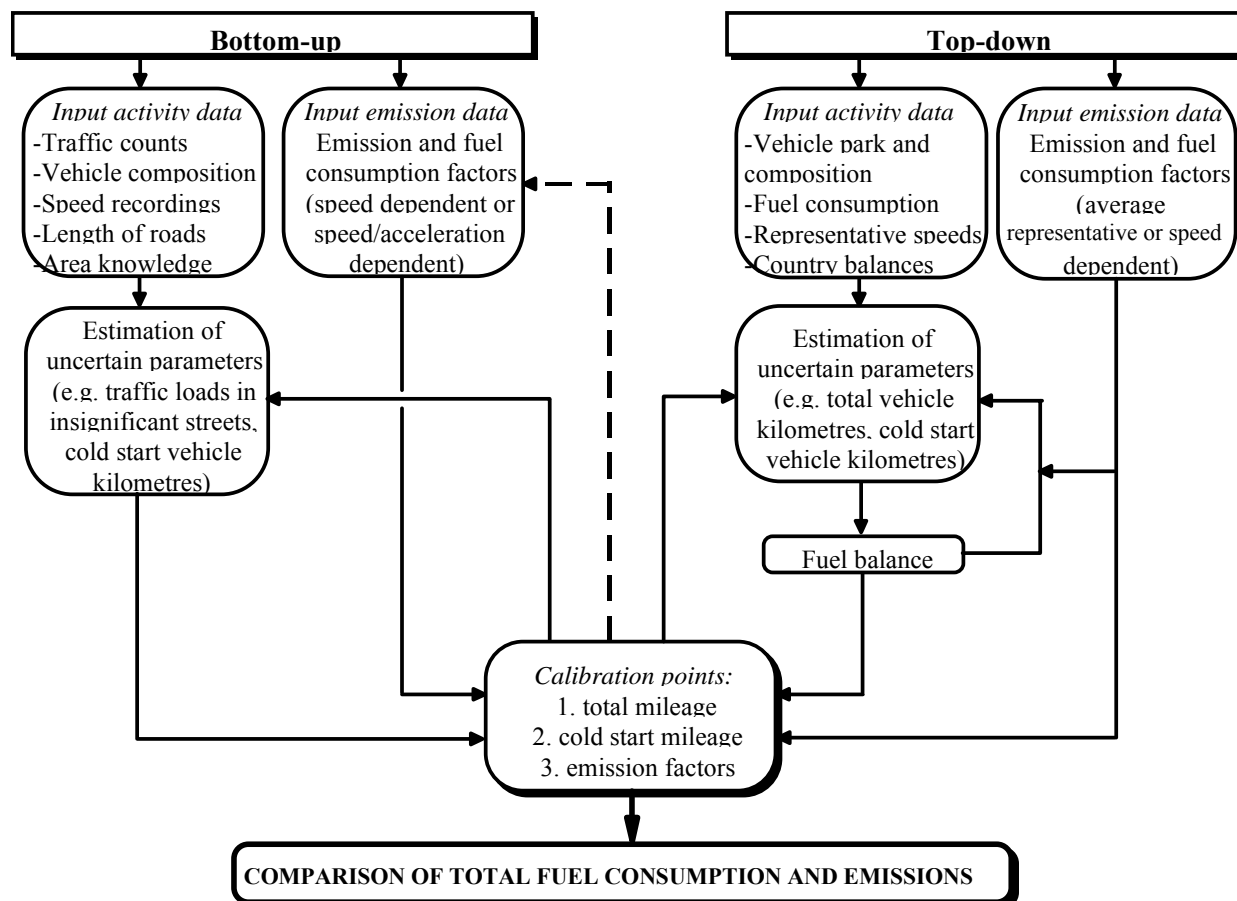 Bottom-up
Top-down
Input activity data
-Traffic counts
-Vehicle composition
-Speed recordings
-Length of roads
-Area knowledge
Input emission data
Emission and fuel
consumption factors
(speed dependent or
speed/acceleration
dependent)
Input activity data
-Vehicle park and
composition
-Fuel consumption
-Representative speeds
-Country balances
Input emission data
Emission and fuel
consumption factors
(average
representative or speed
dependent)
Estimation of
uncertain parameters
(e.g. traffic loads in
insignificant streets,
cold start vehicle
kilometres)
Estimation of
uncertain parameters
(e.g. total vehicle
kilometres, cold start
vehicle kilometres)
Fuel balance
Calibration points:
1. total mileage
2. cold start mileage
3. emission factors
COMPARISON OF TOTAL FUEL CONSUMPTION AND EMISSIONS